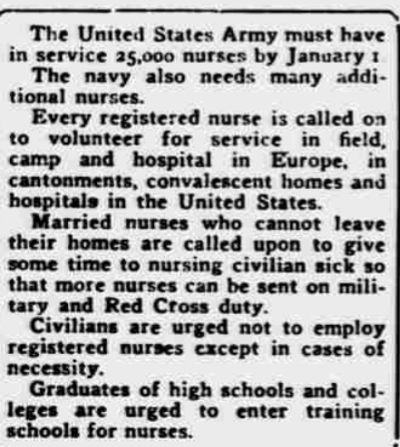 The United States Army must have
in service 25,000 nurses by January 1
The navy also needs many addi-
tional nurses.
Every registered nurse is called on
to volunteer for service in field,
camp and hospital in Europe, in
cantonments, convalescent homes and
hospitals in the United States.
Married nurses who cannot leave
their homes are called upon to give
some time to nursing civilian sick so
that more nurses can be sent on mili-
tary and Red Cross duty.
Civilians are urged not to employ
registered nurses except in cases of
necessity.
Graduates of high schools and col-
leges are urged to enter training
schools for nurses.